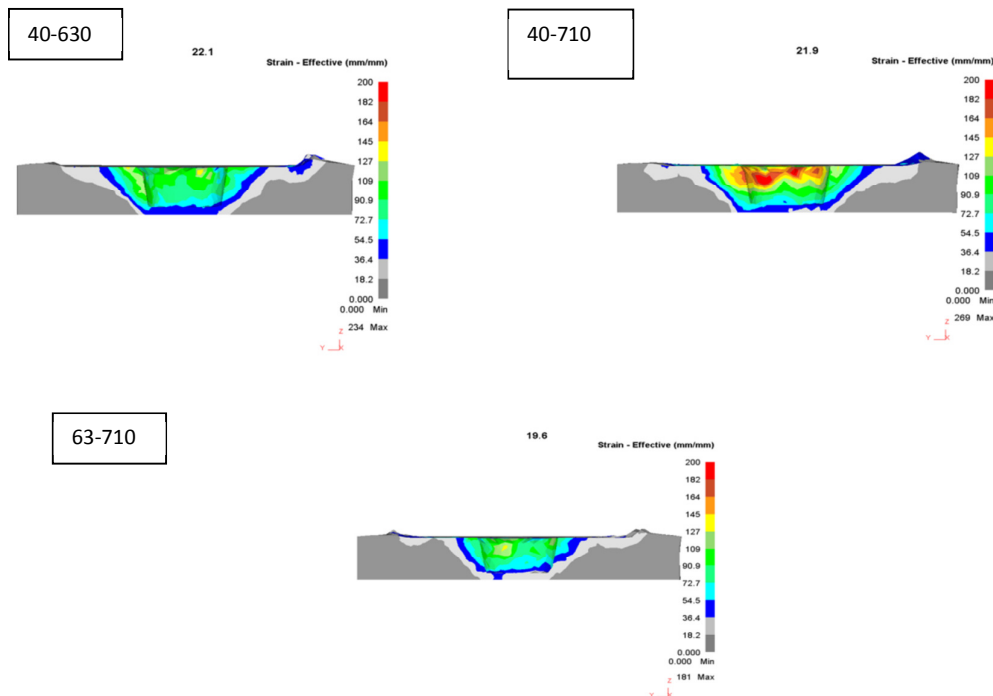 40-630
22.1
Strain - Effective (mm/mm)
200
182
164
145
127
109
90.9
72.7
54.5
36.4
18.2
0.000
0.000 Min
234 Max
Z
Y X
40-710
21.9
Strain - Effective (mm/mm)
200
182
164
145
127
109
90.9
72.7
54.5
36.4
18.2
0.000
0.000 Min
269 Max
Z
Y X
63-710
19.6
Strain - Effective (mm/mm)
200
182
164
145
127
109
90.9
72.7
54.5
36.4
18.2
0.000
0.000 Min
181 Max
Z
Y X